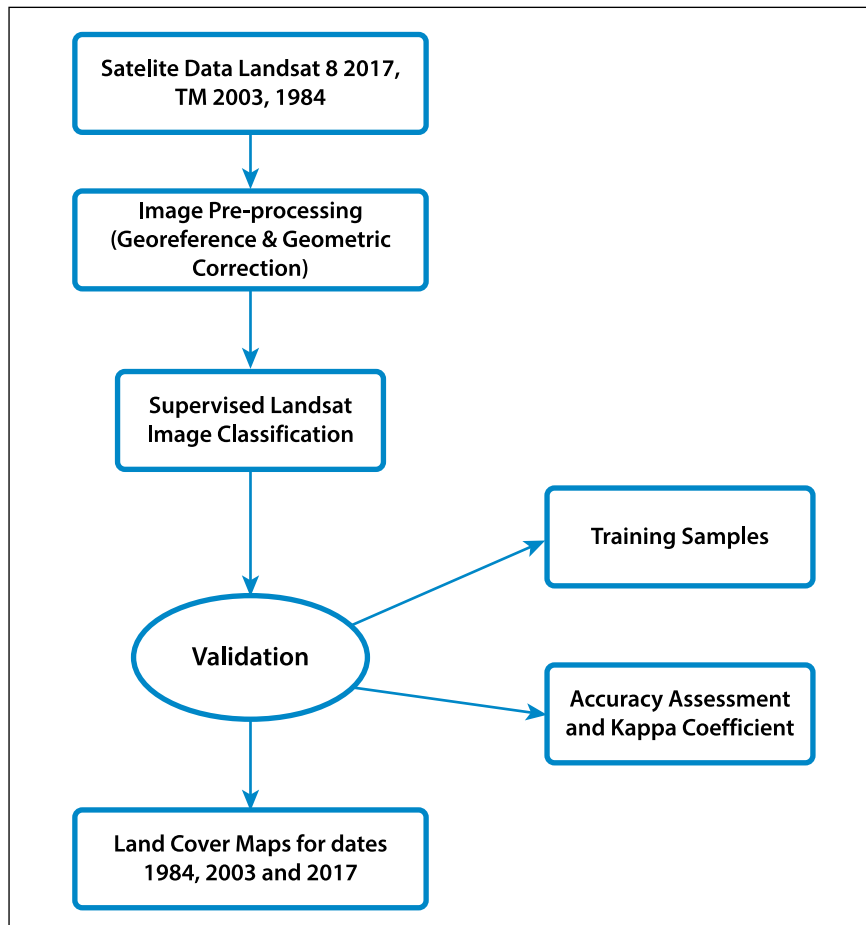 Satelite Data Landsat 8 2017,
TM 2003, 1984
Image Pre-processing
(Georeference & Geometric
Correction)
Supervised Landsat
Image Classification
Training Samples
Validation
Accuracy Assessment
and Kappa Coefficient
Land Cover Maps for dates
1984, 2003 and 2017